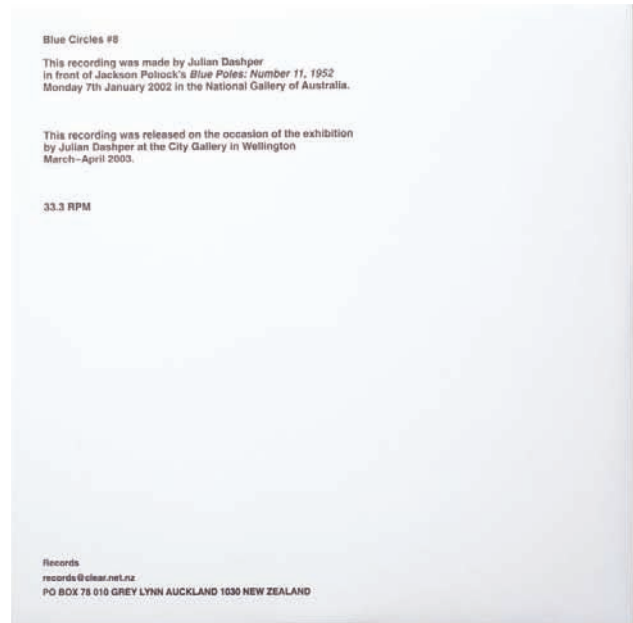 Blue Circles #8
This recording was made by Julian Dashper
in front of Jackson Pollock's Blue Poles: Number 11, 1952
Monday 7th January 2002 in the National Gallery of Australia.
This recording was released on the occasion of the exhibition
by Julian Dashper at the City Gallery in Wellington
March–April 2003.
33.3 RPM
Records
records@clear.net.nz
PO BOX 78 010 GREY LYNN AUCKLAND 1030 NEW ZEALAND